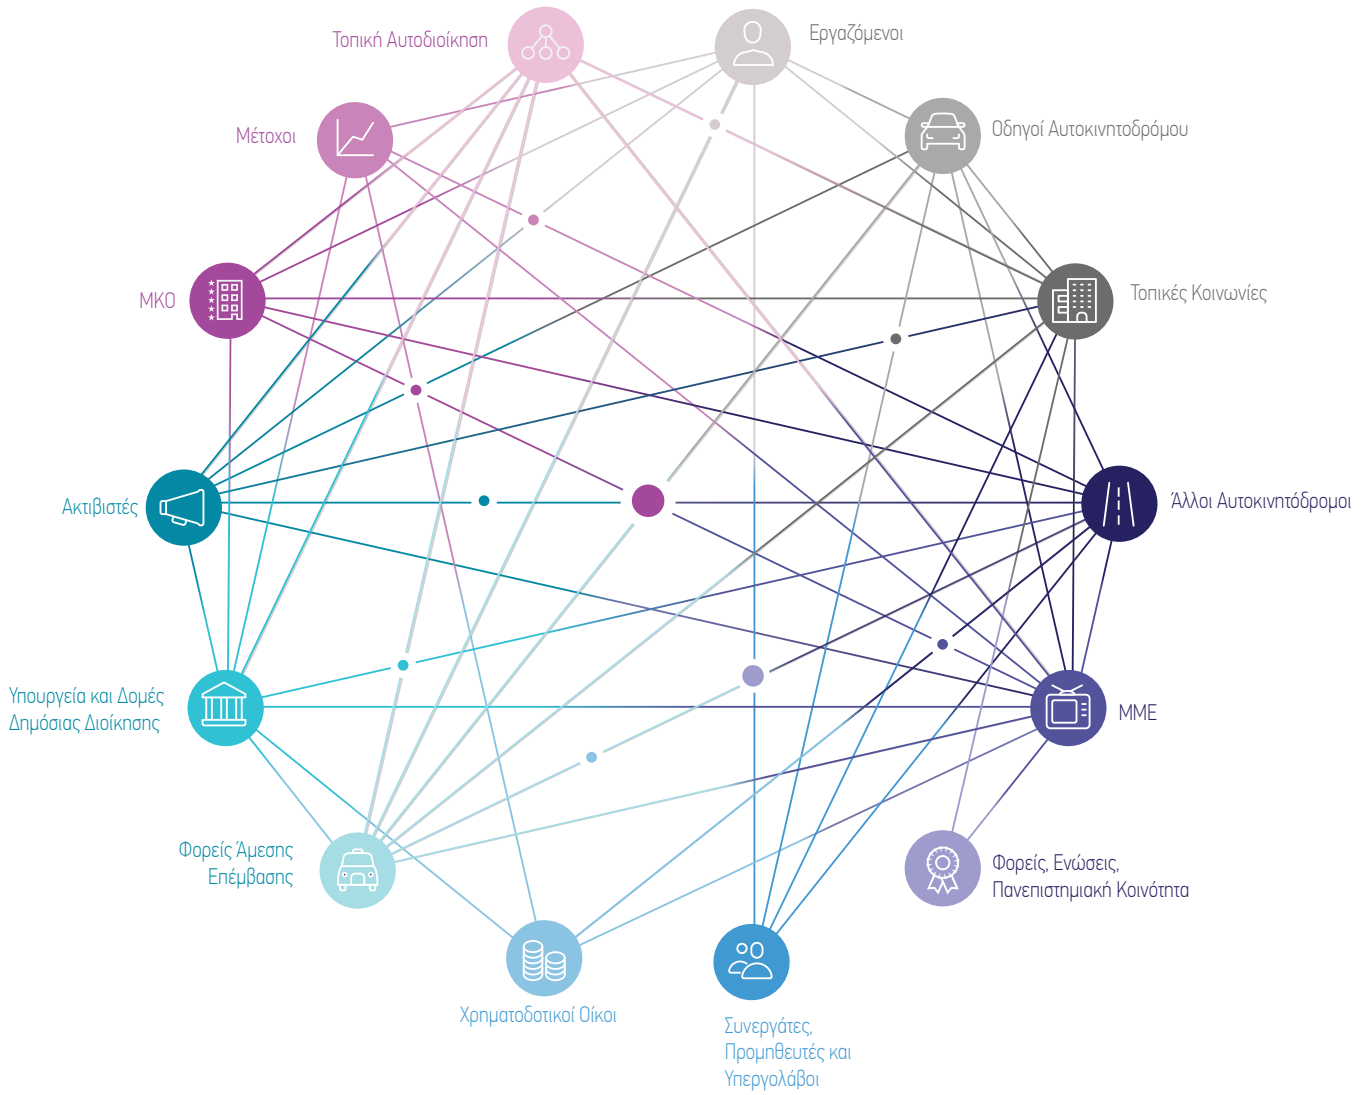 Τοπική Αυτοδιοίκηση
Εργαζόμενοι
Μέτοχοι
Οδηγοί Αυτοκινητοδρόμου
ΜΚΟ
Τοπικές Κοινωνίες
Ακτιβιστές
Άλλοι Αυτοκινητόδρομοι
Υπουργεία και Δομές
Δημόσιας Διοίκησης
ΜΜΕ
Φορείς Άμεσης
Επέμβασης
Φορείς, Ενώσεις,
Πανεπιστημιακή Κοινότητα
Χρηματοδοτικοί Οίκοι
Συνεργάτες,
Προμηθευτές και
Υπεργολάβοι